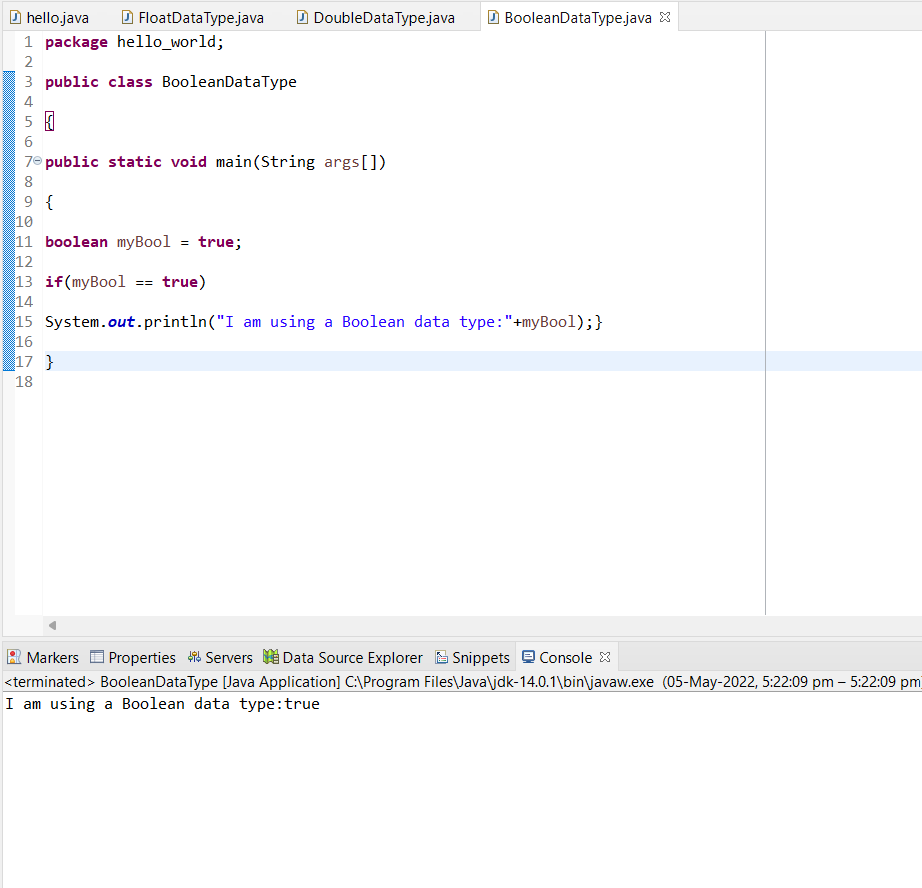 hello.java FloatDataType.java DoubleDataType.java BooleanDataType.java
1 package hello_world;
2
3 public class BooleanDataType
4
5 {
6
7 public static void main(String args[])
8
9 {
10
11 boolean myBool = true;
12
13 if(myBool == true)
14
15 System.out.println("I am using a Boolean data type:"+myBool);}
16
17 }
18
Markers Properties Servers Data Source Explorer Snippets Console
<terminated> BooleanDataType [Java Application] C:\Program Files\Java\jdk-14.0.1\bin\javaw.exe (05-May-2022, 5:22:09 pm – 5:22:09 pm
I am using a Boolean data type:true